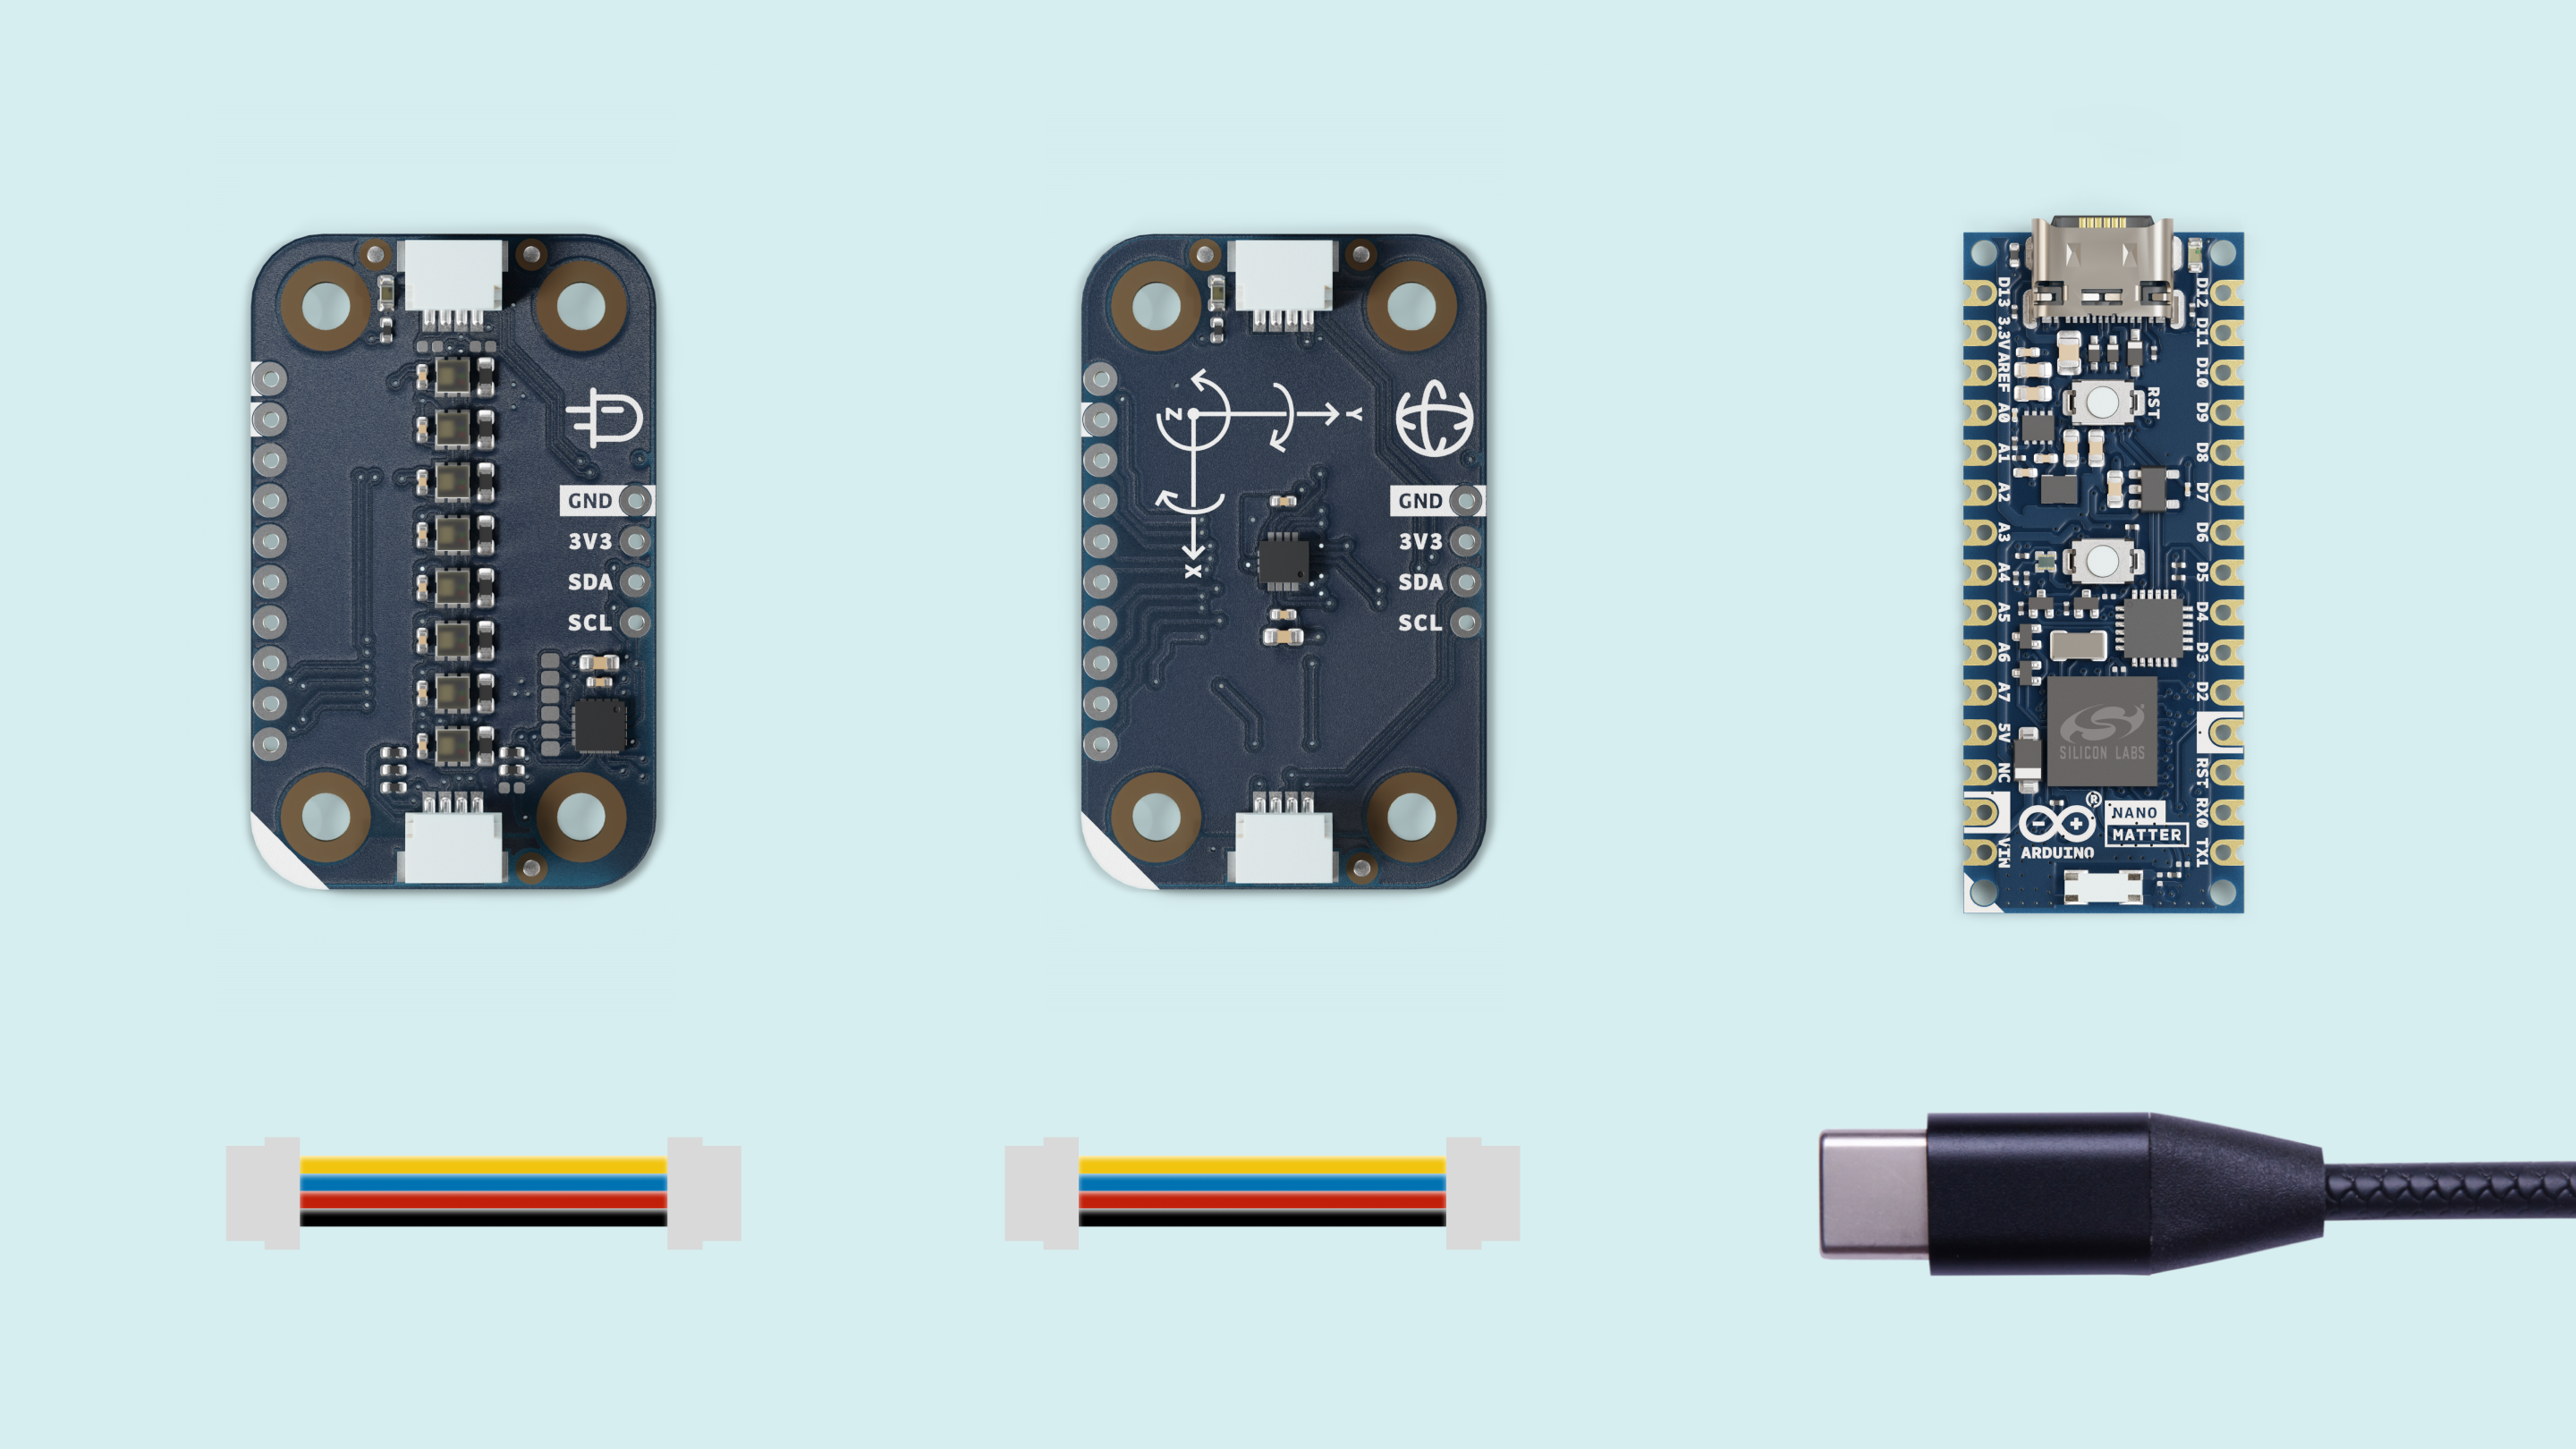 GND
3V3
SDA
SCL
Z
Y
X
GND
3V3
SDA
SCL
D13
3.3V
AREF
A0
A1
A2
A3
A4
A5
A6
A7
5V
NC
VIN
D12
D11
D10
D9
D8
D7
D6
D5
D4
D3
D2
RST
RX0
TX1
RST
SILICON LABS
®
ARDUINO
NANO
MATTER